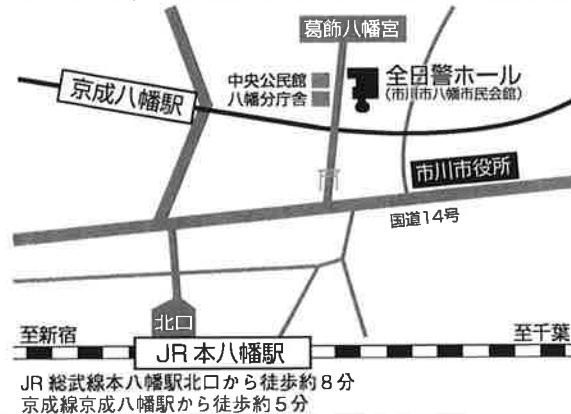 葛飾八幡宮
中央公民館
八幡分庁舎
全日警ホール
(市川市八幡市民会館)
京成八幡駅
市川市役所
国道14号
北口
至新宿
JR 本八幡駅
至千葉
JR 総武線本八幡駅北口から徒歩約8分
京成線京成八幡駅から徒歩約5分